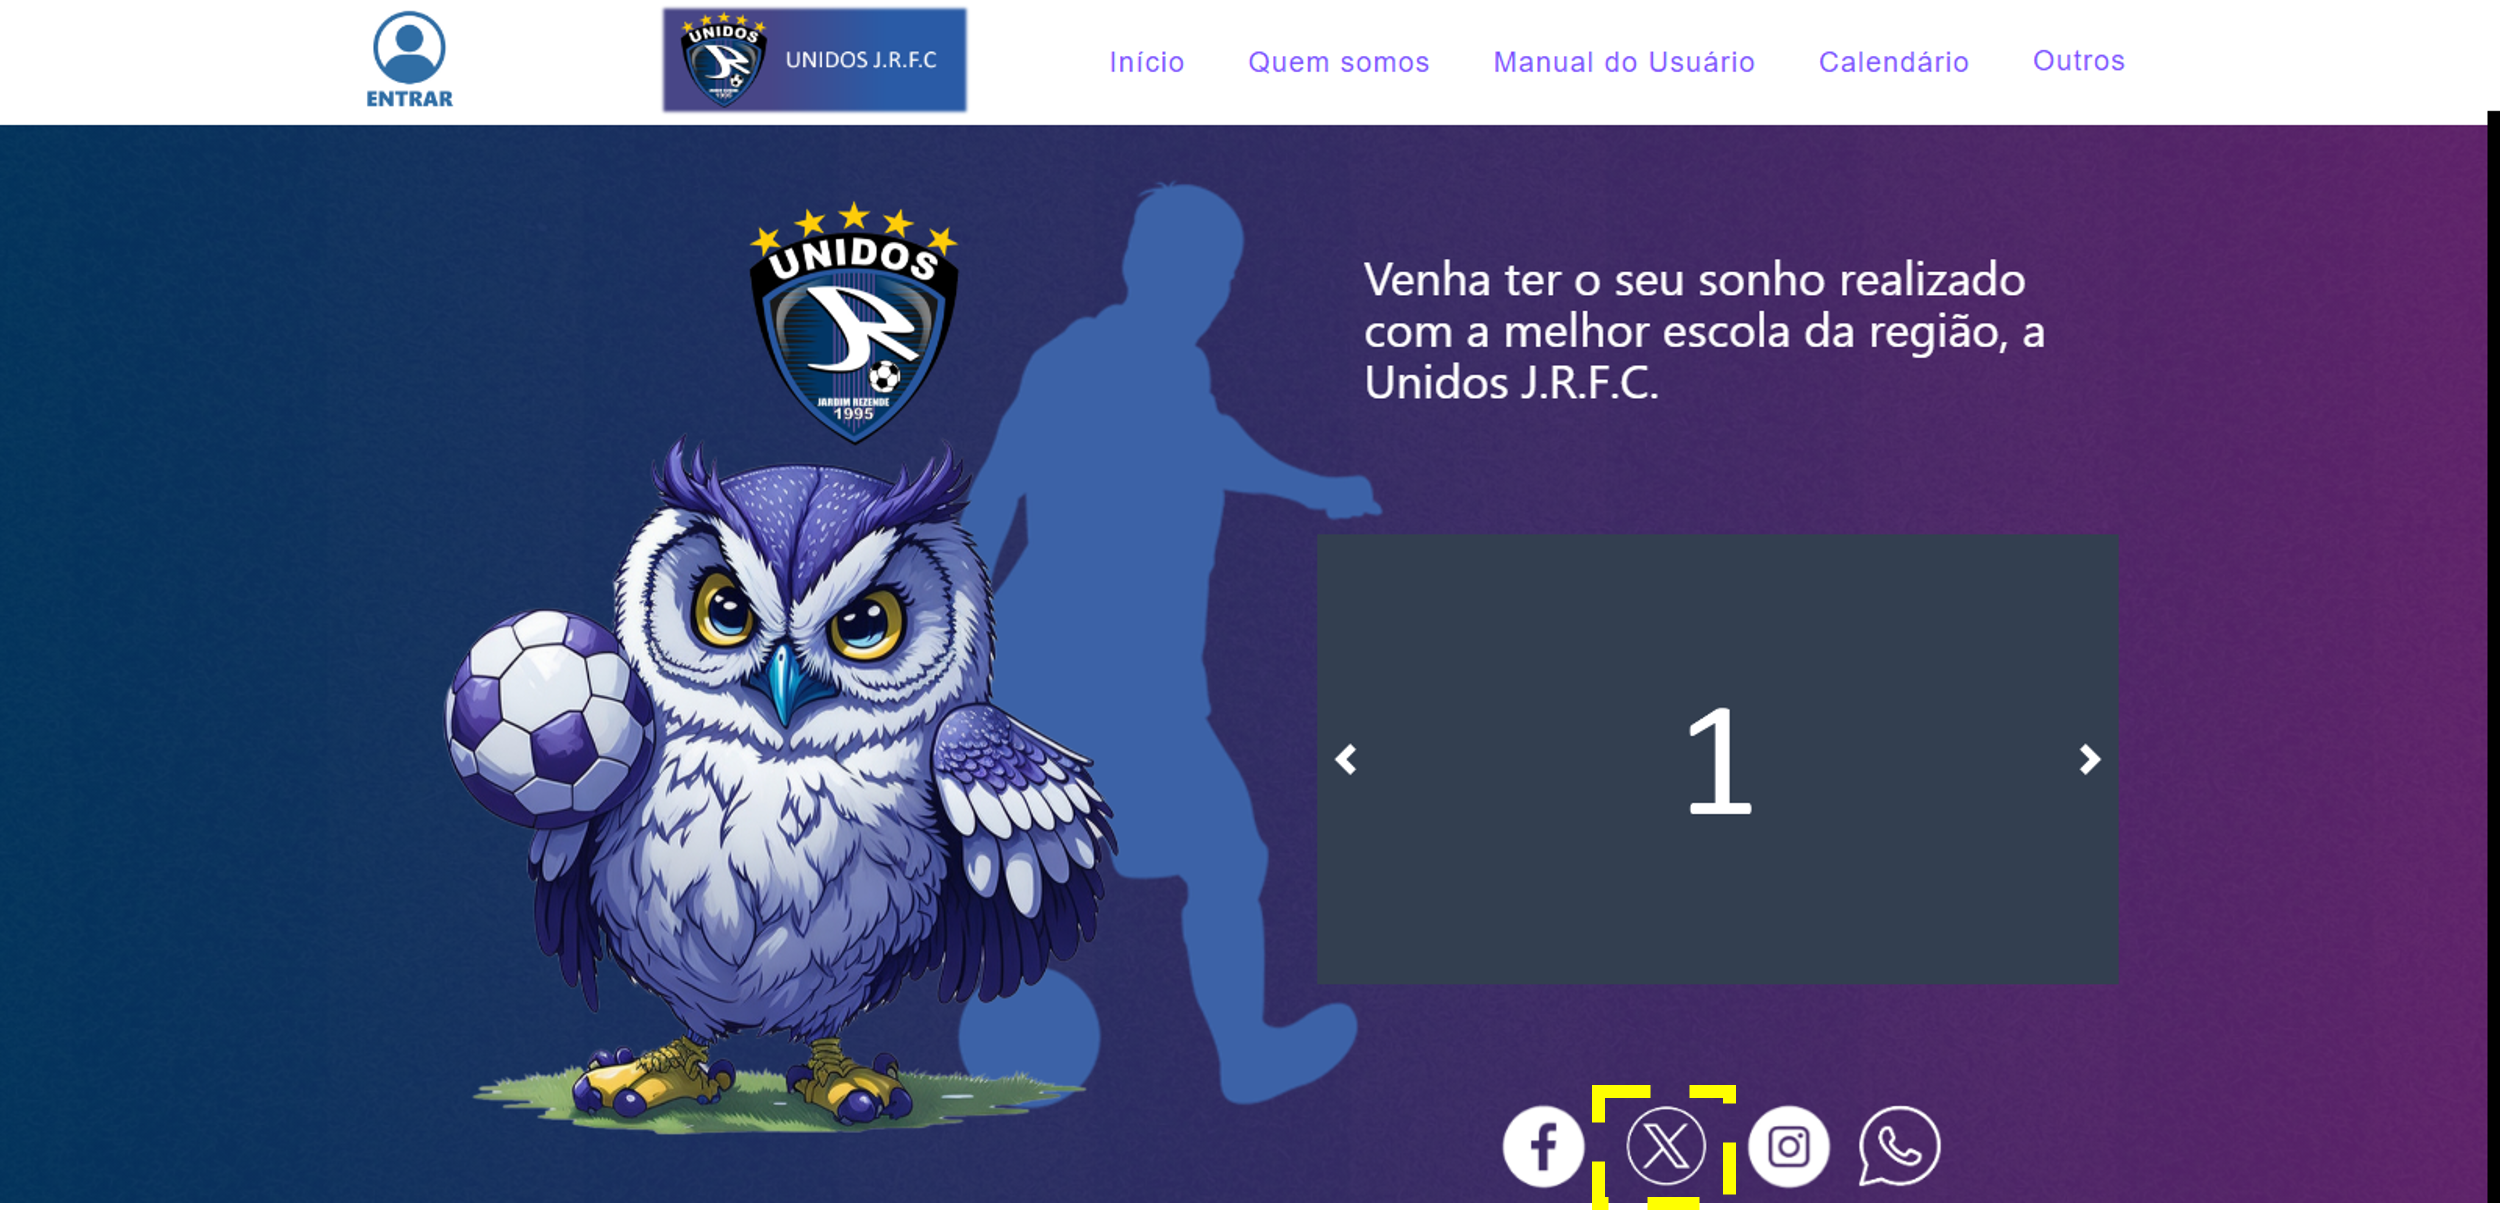 ENTRAR
UNIDOS
1995
UNIDOS J.R.F.C
Início
Quem somos
Manual do Usuário
Calendário
Outros
UNIDOS
JARDIM REZENDE
1995
Venha ter o seu sonho realizado
com a melhor escola da região, a
Unidos J.R.F.C.
1